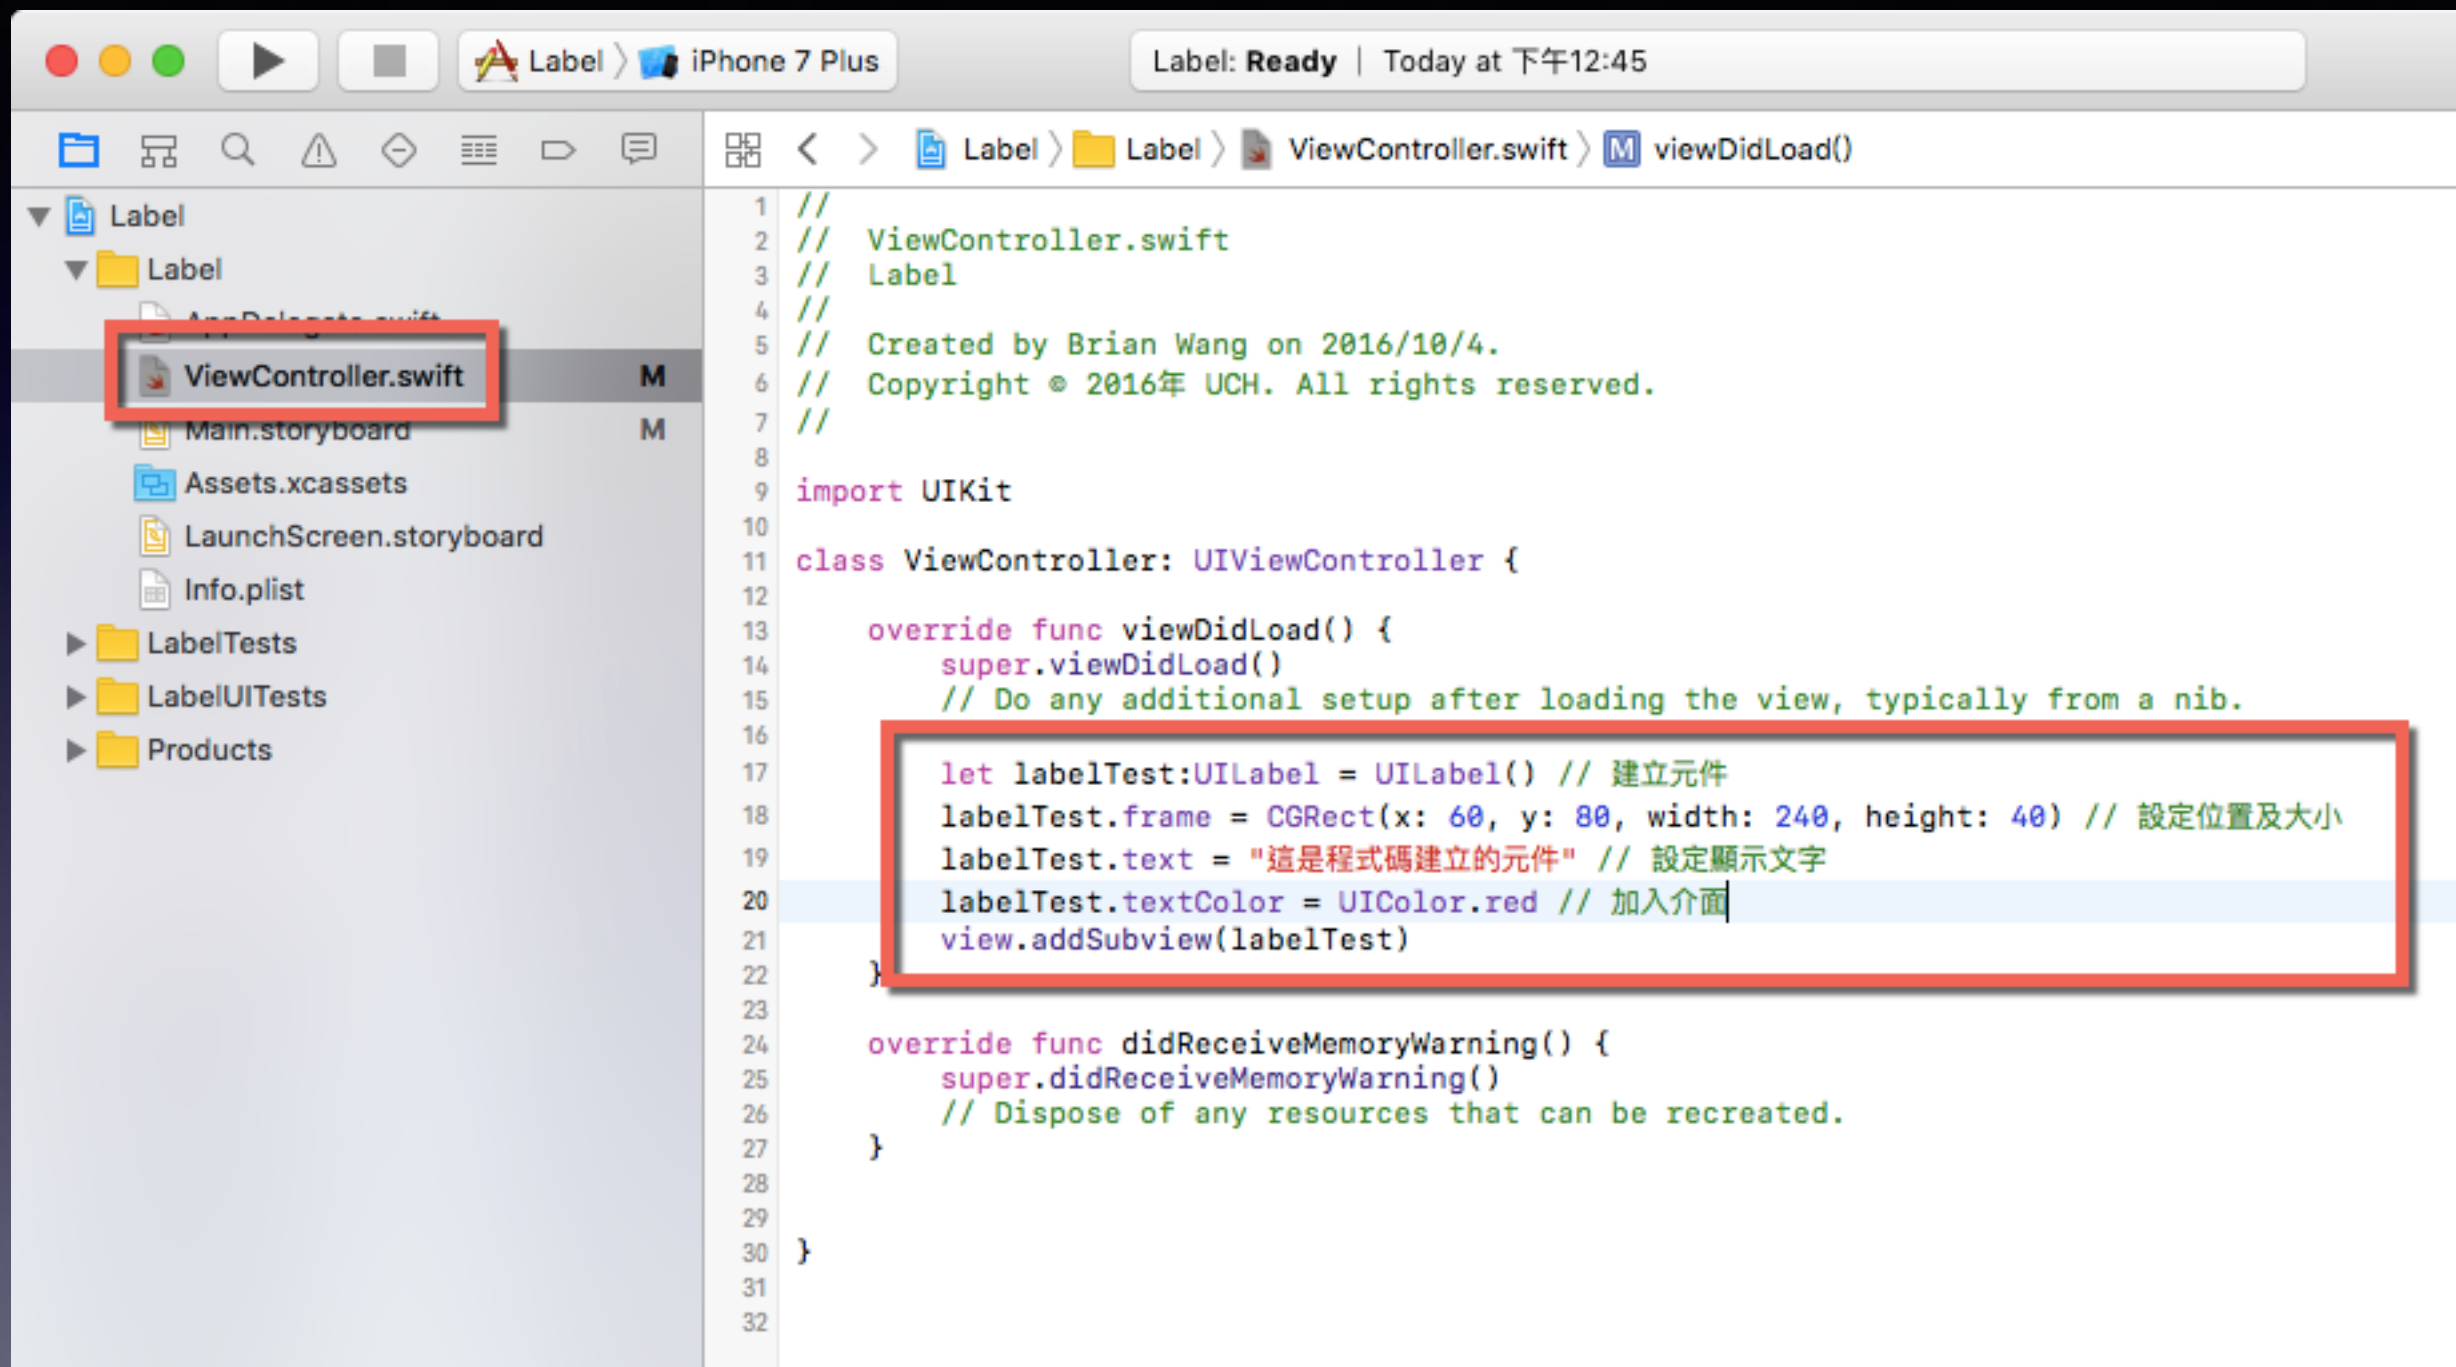 Label 〉 iPhone 7 Plus
Label: Ready | Today at 下午12:45
Label 〉 Label 〉 ViewController.swift 〉 M viewDidLoad()
Label
Label
AppDelegate.swift
ViewController.swift M
Main.storyboard M
Assets.xcassets
LaunchScreen.storyboard
Info.plist
LabelTests
LabelUITests
Products
1 //
2 //  ViewController.swift
3 //  Label
4 //
5 //  Created by Brian Wang on 2016/10/4.
6 //  Copyright © 2016年 UCH. All rights reserved.
7 //
8
9 import UIKit
10
11 class ViewController: UIViewController {
12
13     override func viewDidLoad() {
14         super.viewDidLoad()
15         // Do any additional setup after loading the view, typically from a nib.
16
17         let labelTest:UILabel = UILabel() // 建立元件
18         labelTest.frame = CGRect(x: 60, y: 80, width: 240, height: 40) // 設定位置及大小
19         labelTest.text = "這是程式碼建立的元件" // 設定顯示文字
20         labelTest.textColor = UIColor.red // 加入介面
21         view.addSubview(labelTest)
22     }
23
24     override func didReceiveMemoryWarning() {
25         super.didReceiveMemoryWarning()
26         // Dispose of any resources that can be recreated.
27     }
28
29
30 }
31
32